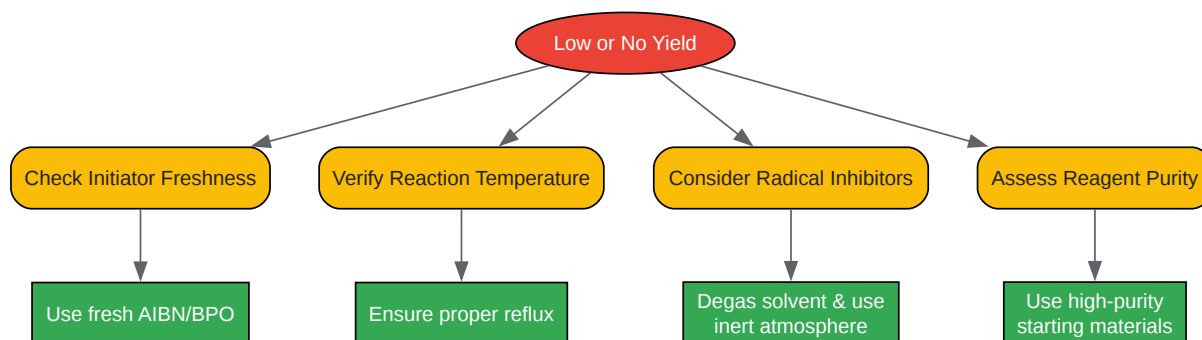 Low or No Yield
Check Initiator Freshness
Verify Reaction Temperature
Consider Radical Inhibitors
Assess Reagent Purity
Use fresh AIBN/BPO
Ensure proper reflux
Degas solvent & use
inert atmosphere
Use high-purity
starting materials